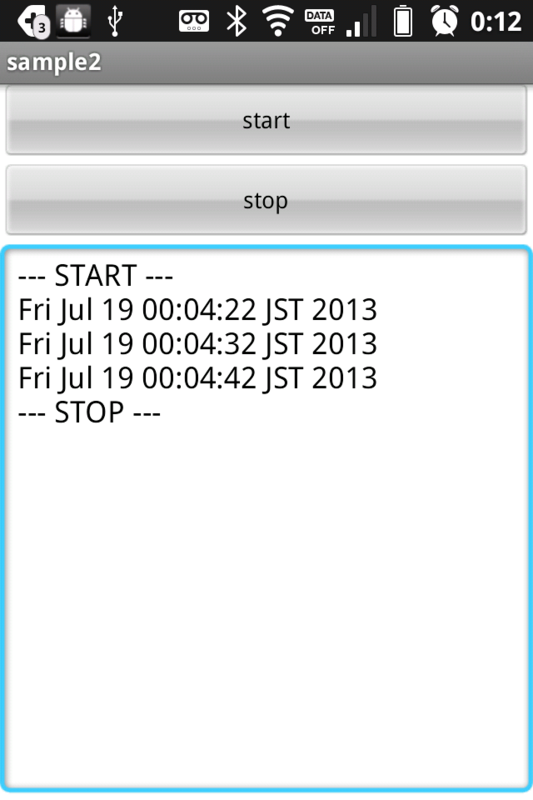 3
DATA
OFF
0:12
sample2
start
stop
--- START ---
Fri Jul 19 00:04:22 JST 2013
Fri Jul 19 00:04:32 JST 2013
Fri Jul 19 00:04:42 JST 2013
--- STOP ---